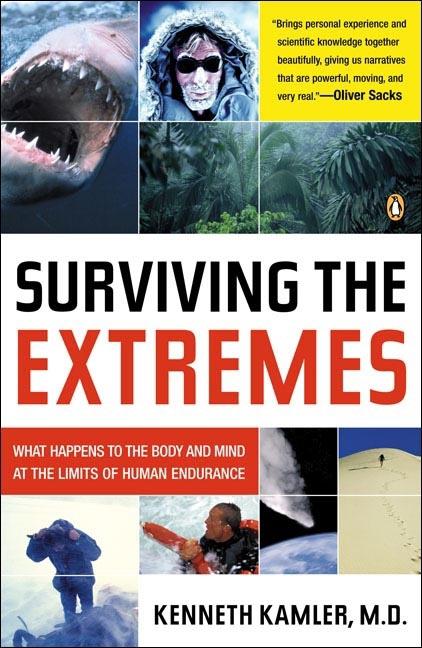 “Brings personal experience and
scientific knowledge together
beautifully, giving us narratives
that are powerful, moving, and
very real.”—Oliver Sacks
SURVIVING THE
EXTREMES
WHAT HAPPENS TO THE BODY AND MIND
AT THE LIMITS OF HUMAN ENDURANCE
KENNETH KAMLER, M.D.